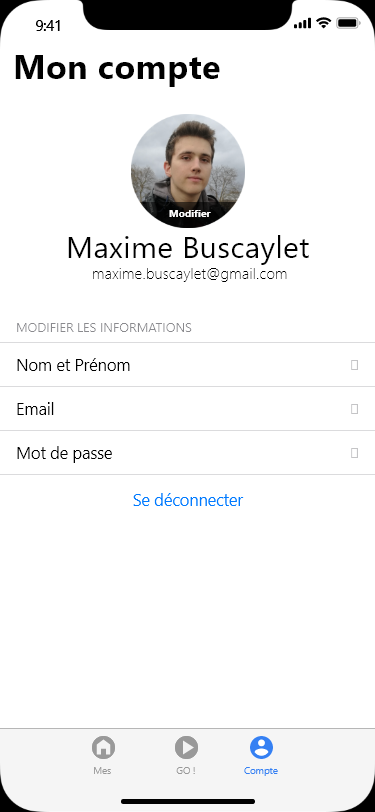 9:41
Mon compte
Modifier
Maxime Buscaylet
maxime.buscaylet@gmail.com
MODIFIER LES INFORMATIONS
Nom et Prénom
Email
Mot de passe
Se déconnecter
Mes GO ! Compte